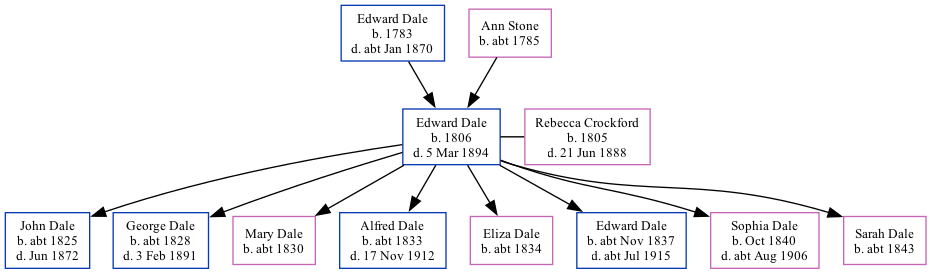 Edward Dale
b. 1783
d. abt Jan 1870
Ann Stone
b. abt 1785
Edward Dale
b. 1806
d. 5 Mar 1894
Rebecca Crockford
b. 1805
d. 21 Jun 1888
John Dale
b. abt 1825
d. Jun 1872
George Dale
b. abt 1828
d. 3 Feb 1891
Mary Dale
b. abt 1830
Alfred Dale
b. abt 1833
d. 17 Nov 1912
Eliza Dale
b. abt 1834
Edward Dale
b. abt Nov 1837
d. abt Jul 1915
Sophia Dale
b. Oct 1840
d. abt Aug 1906
Sarah Dale
b. abt 1843